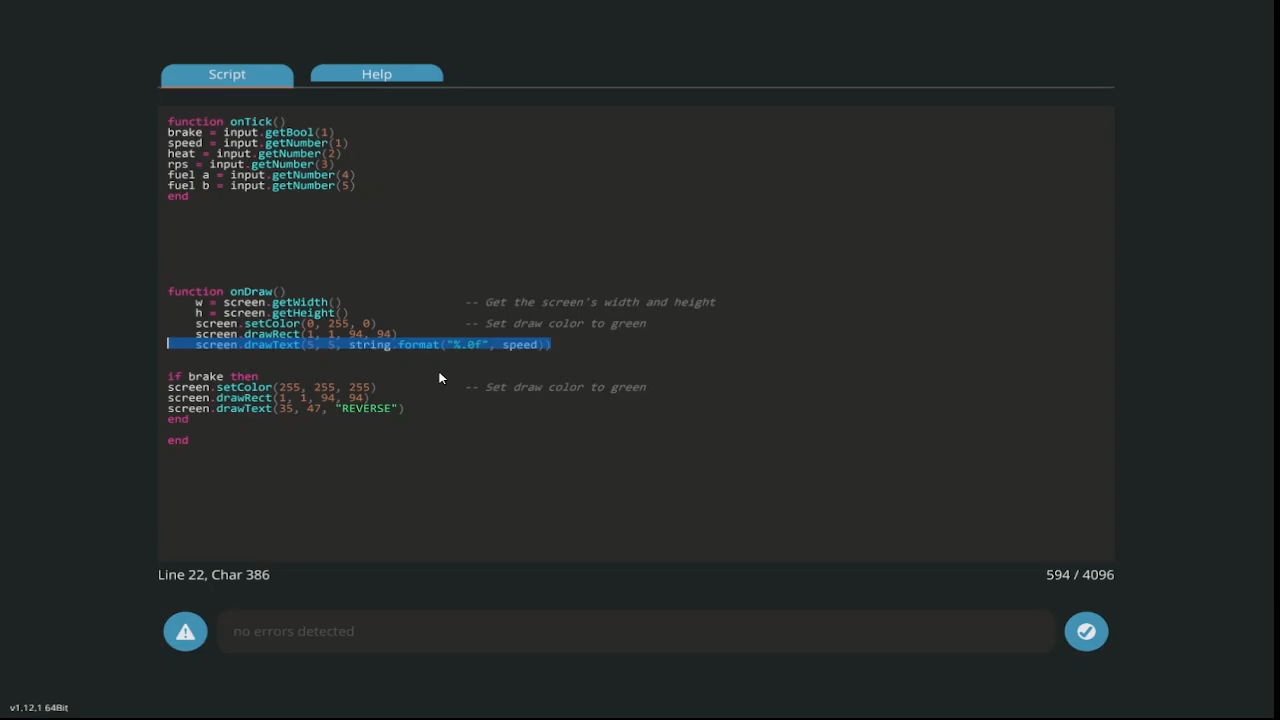 Script
Help
function onTick()
brake = input.getBool(1)
speed = input.getNumber(1)
heat = input.getNumber(2)
rps = input.getNumber(3)
fuel a = input.getNumber(4)
fuel b = input.getNumber(5)
end
function onDraw()
w = screen.getWidth() -- Get the screen's width and height
h = screen.getHeight()
screen.setColor(0, 255, 0) -- Set draw color to green
screen.drawRect(1, 1, 94, 94)
screen.drawText(5, 5, string.format("%.0f", speed))
if brake then
screen.setColor(255, 255, 255) -- Set draw color to green
screen.drawRect(1, 1, 94, 94)
screen.drawText(35, 47, "REVERSE")
end
end
Line 22, Char 386
594 / 4096
no errors detected
v1.12.1 64Bit